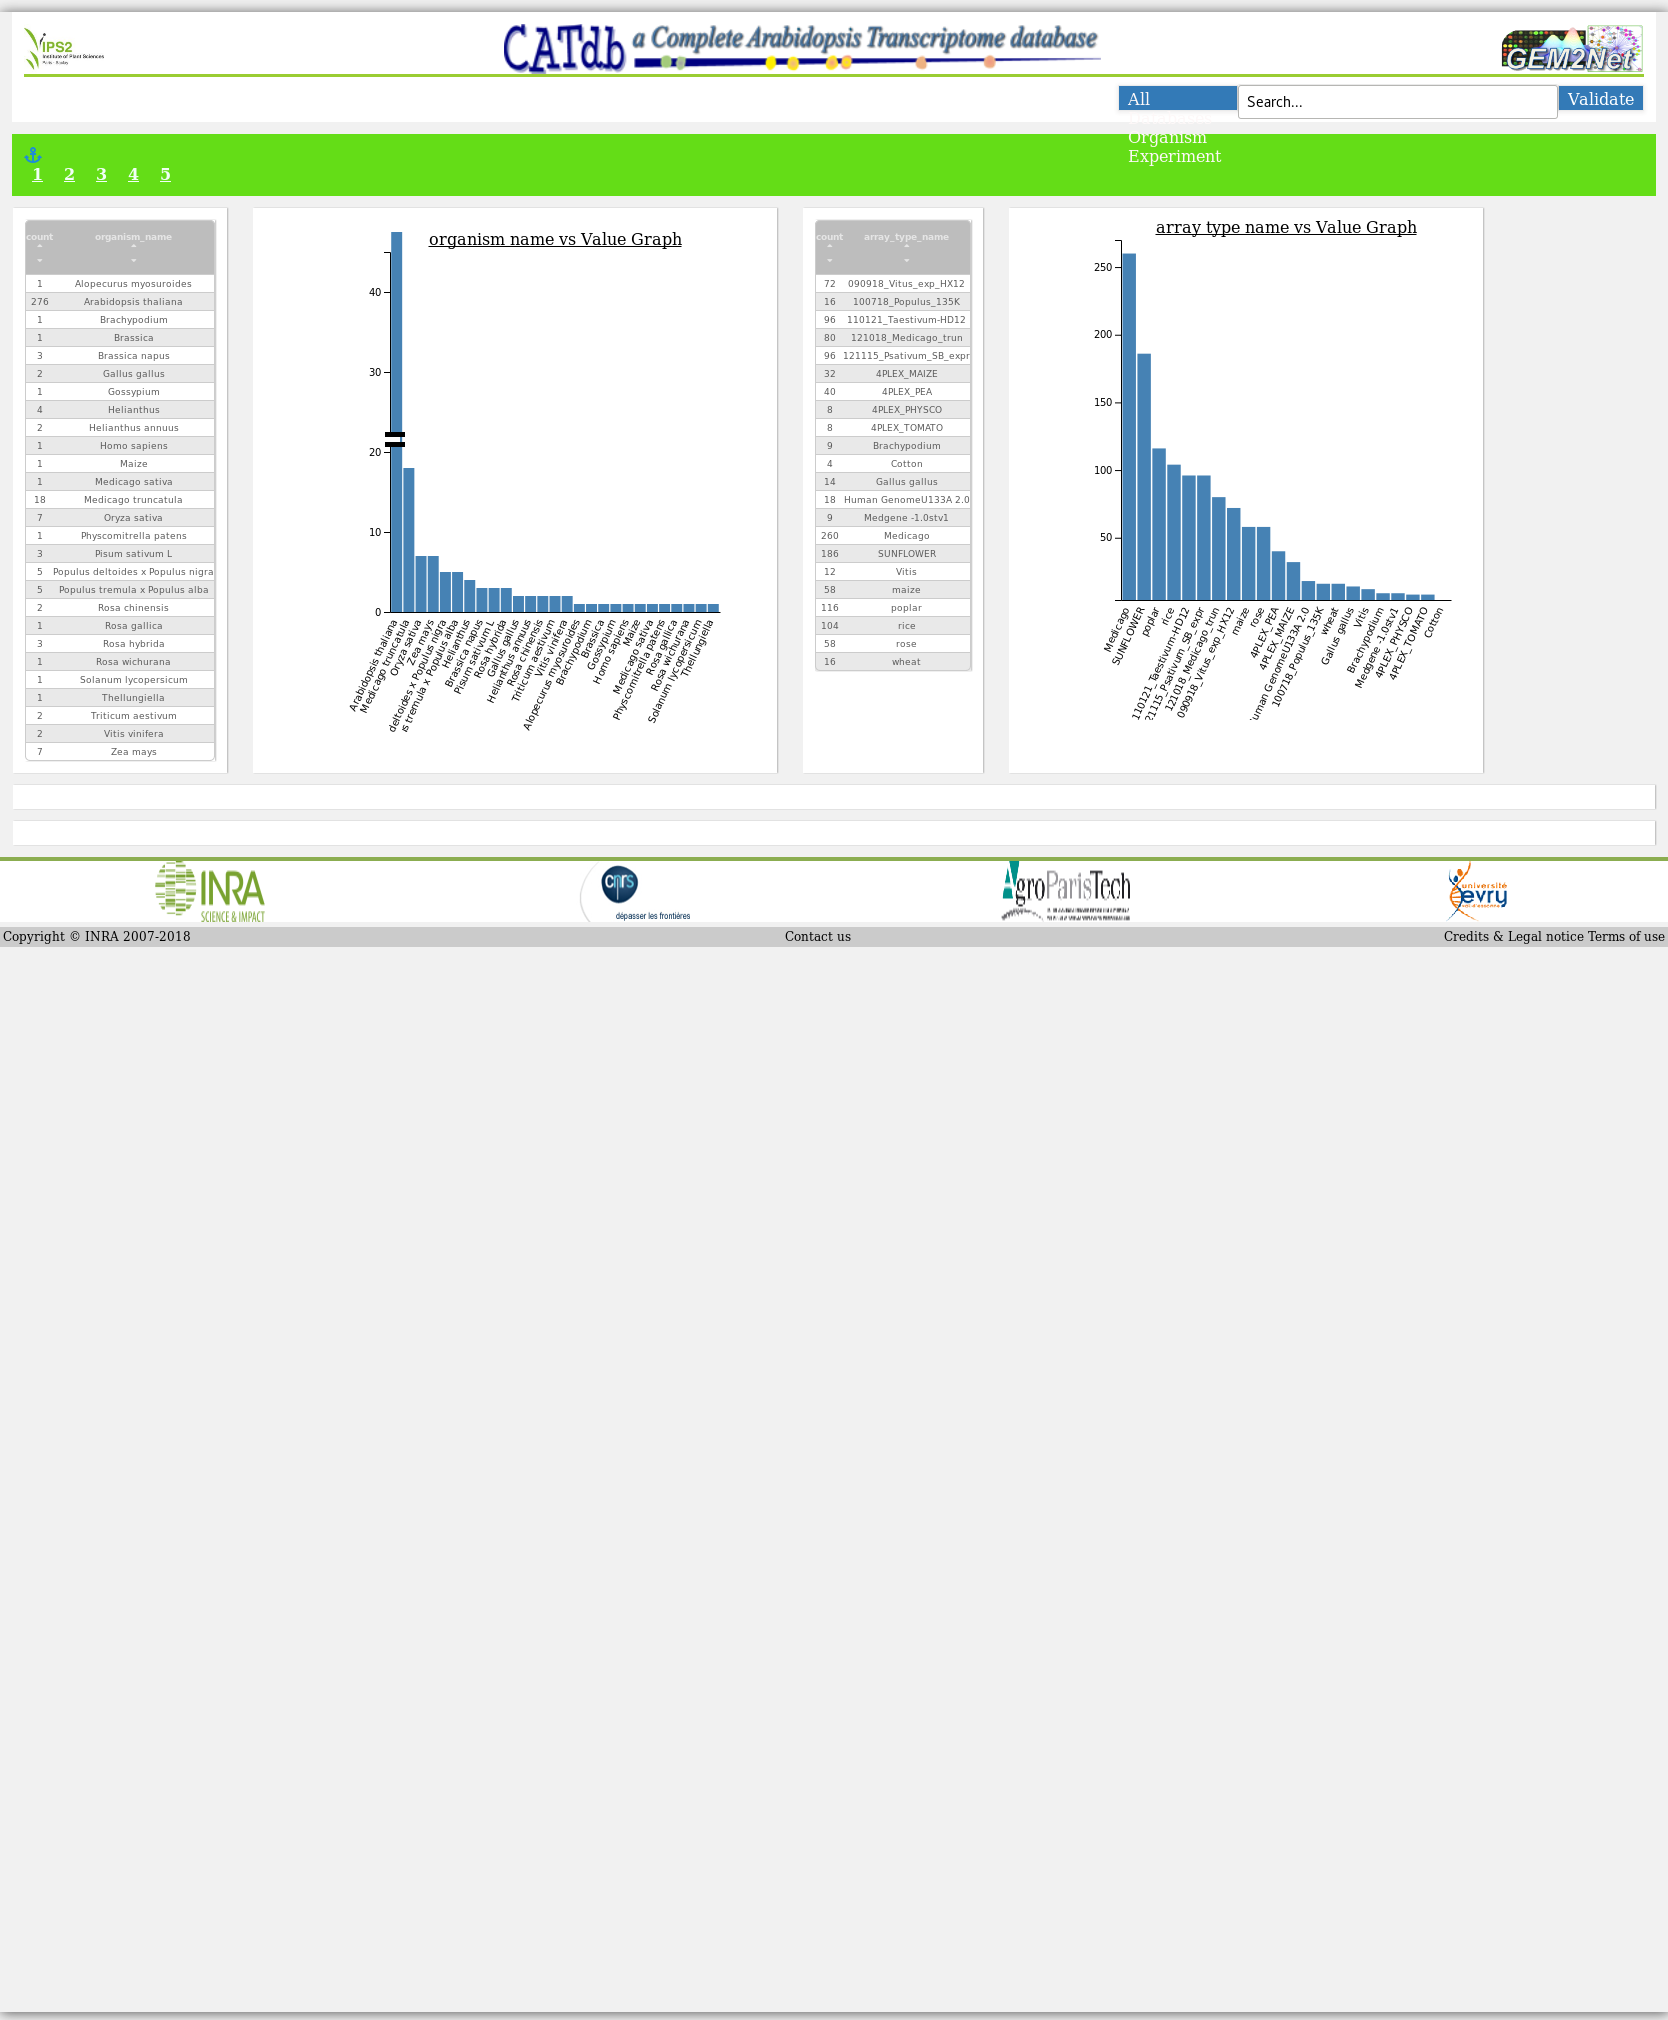 IPS2
Institute of Plant Sciences
CATdb a Complete Arabidopsis Transcriptome database
GEM2Net
All
Search...
Validate
Organism
Experiment
1 2 3 4 5
count organism_name
1 Alopecurus myosuroides
276 Arabidopsis thaliana
1 Brachypodium
1 Brassica
3 Brassica napus
2 Gallus gallus
1 Gossypium
4 Helianthus
2 Helianthus annuus
1 Homo sapiens
1 Maize
1 Medicago sativa
18 Medicago truncatula
7 Oryza sativa
1 Physcomitrella patens
3 Pisum sativum L
5 Populus deltoides x Populus nigra
5 Populus tremula x Populus alba
2 Rosa chinensis
1 Rosa gallica
3 Rosa hybrida
1 Rosa wichurana
1 Solanum lycopersicum
1 Thellungiella
2 Triticum aestivum
2 Vitis vinifera
7 Zea mays
organism name vs Value Graph
40
30
20
10
0
Arabidopsis thaliana
Medicago truncatula
Oryza sativa
Zea mays
deltoides x Populus nigra
us tremula x Populus alba
Helianthus
Brassica napus
Pisum sativum L
Rosa hybrida
Gallus gallus
Helianthus annuus
Rosa chinensis
Triticum aestivum
Vitis vinifera
Alopecurus myosuroides
Brachypodium
Brassica
Gossypium
Homo sapiens
Maize
Medicago sativa
Physcomitrella patens
Rosa gallica
Rosa wichurana
Solanum lycopersicum
Thellungiella
count array_type_name
72 090918_Vitus_exp_HX12
16 100718_Populus_135K
96 110121_Taestivum-HD12
80 121018_Medicago_trun
96 121115_Psativum_SB_expr
32 4PLEX_MAIZE
40 4PLEX_PEA
8 4PLEX_PHYSCO
8 4PLEX_TOMATO
9 Brachypodium
4 Cotton
14 Gallus gallus
18 Human GenomeU133A 2.0
9 Medgene -1.0stv1
260 Medicago
186 SUNFLOWER
12 Vitis
58 maize
116 poplar
104 rice
58 rose
16 wheat
array type name vs Value Graph
250
200
150
100
50
Medicago
SUNFLOWER
poplar
rice
110121_Taestivum-HD12
21115_Psativum_SB_expr
121018_Medicago_trun
090918_Vitus_exp_HX12
maize
rose
4PLEX_PEA
4PLEX_MAIZE
uman GenomeU133A 2.0
100718_Populus_135K
wheat
Gallus gallus
Vitis
Brachypodium
Medgene -1.0stv1
4PLEX_PHYSCO
4PLEX_TOMATO
Cotton
INRA
SCIENCE & IMPACT
cnrs
dépasser les frontières
AgroParisTech
université
evry
val d'essonne
Copyright © INRA 2007-2018
Contact us
Credits & Legal notice Terms of use